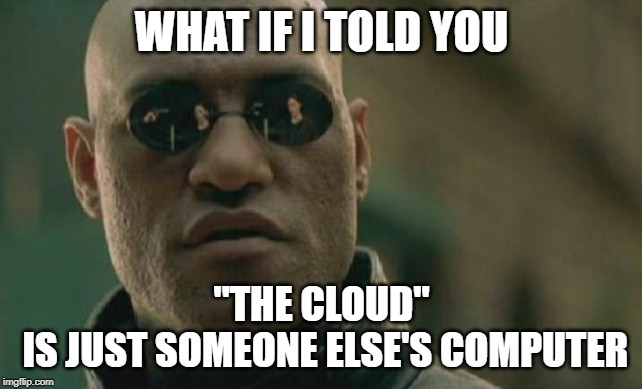 WHAT IF I TOLD YOU
"THE CLOUD"
IS JUST SOMEONE ELSE'S COMPUTER
imgflip.com